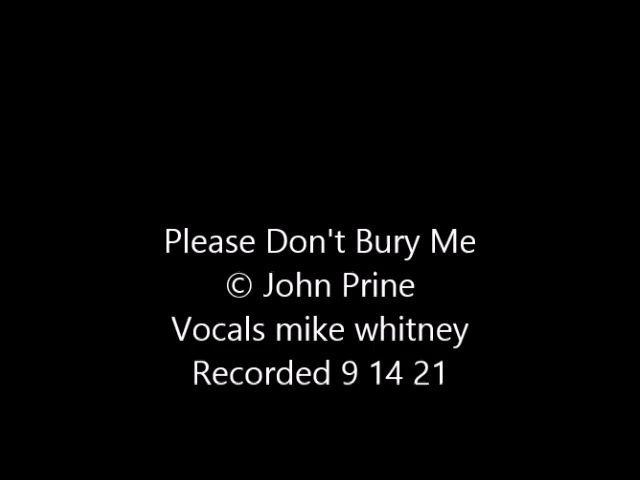 Please Don't Bury Me
© John Prine
Vocals mike whitney
Recorded 9 14 21